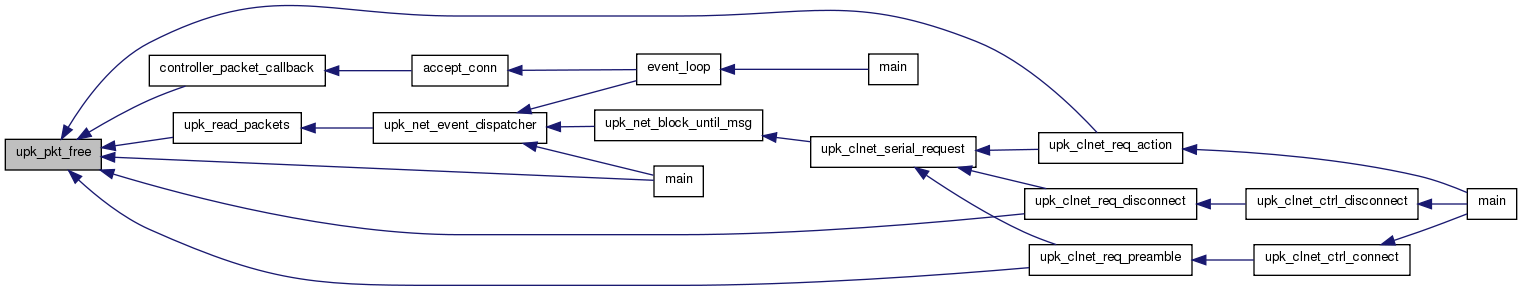 upk_pkt_free
controller_packet_callback
accept_conn
event_loop
main
upk_read_packets
upk_net_event_dispatcher
upk_net_block_until_msg
main
upk_clnet_serial_request
upk_clnet_req_action
upk_clnet_req_disconnect
upk_clnet_ctrl_disconnect
main
upk_clnet_req_preamble
upk_clnet_ctrl_connect